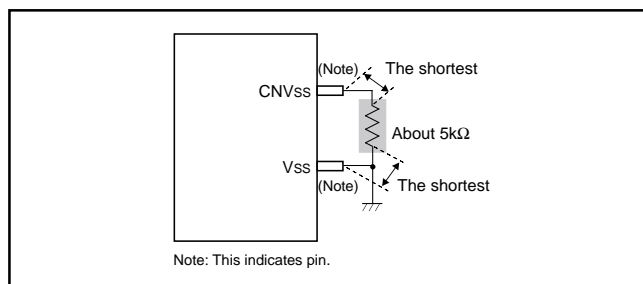 (Note)
The shortest
CNVSS
About 5kΩ
VSS
(Note)
The shortest
Note: This indicates pin.